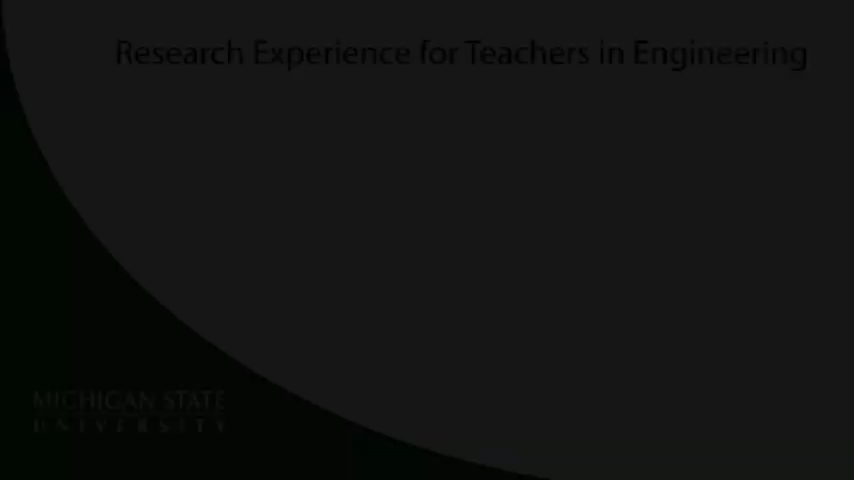 Research Experience for Teachers in Engineering
MICHIGAN STATE
UNIVERSITY